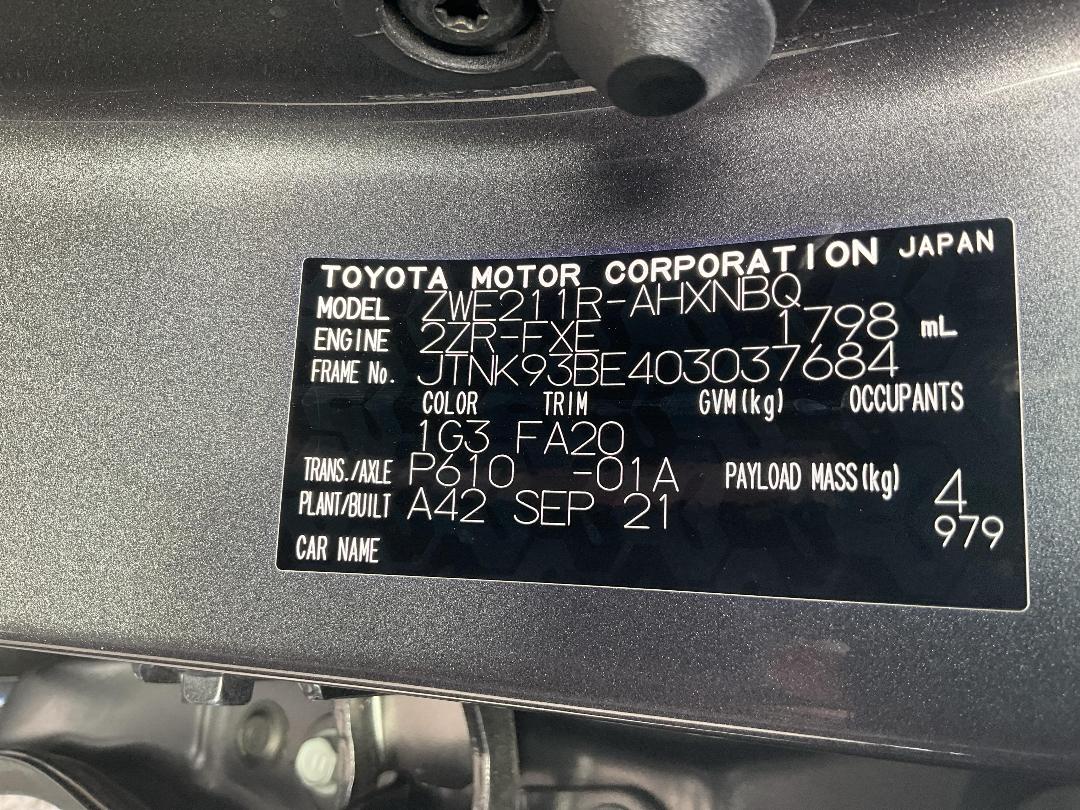 TOYOTA MOTOR CORPORATION JAPAN
MODEL ZWE211R-AHXNBQ
ENGINE 2ZR-FXE 1798 mL
FRAME No. JTNK93BE403037684
COLOR TRIM GVM(kg) OCCUPANTS
1G3 FA20
TRANS./AXLE P610 -01A PAYLOAD MASS(kg) 4
PLANT/BUILT A42 SEP 21 979
CAR NAME